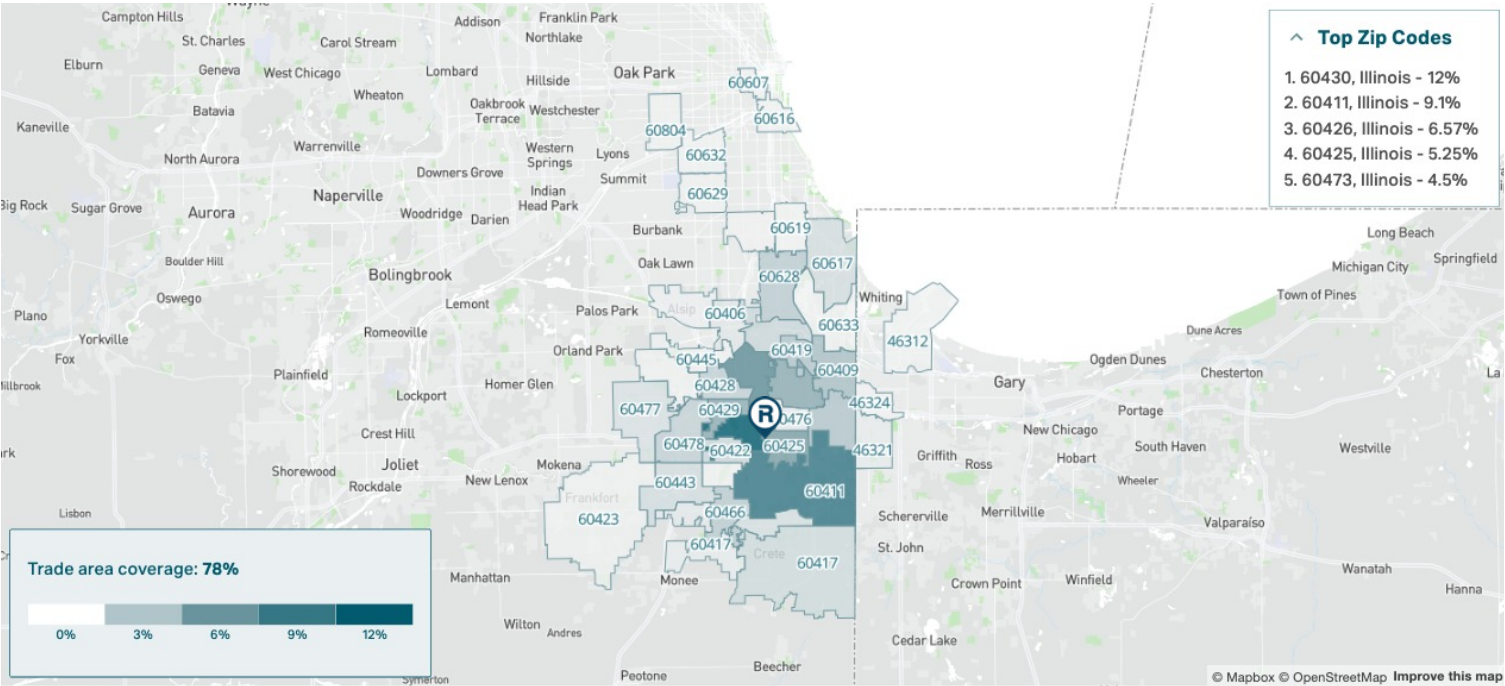 Wayne
Campton Hills
Addison
Franklin Park
Northlake
St. Charles
Carol Stream
Elburn
Geneva
West Chicago
Lombard
Hillside
Oak Park
60607
Wheaton
Batavia
Oakbrook
Terrace
Westchester
60616
Kaneville
60804
Warrenville
Western
Springs
Lyons
60632
North Aurora
Downers Grove
Summit
Naperville
Indian
Head Park
60629
Big Rock
Sugar Grove
Aurora
Woodridge
Darien
Burbank
60619
Boulder Hill
Bolingbrook
Oak Lawn
60628
60617
Oswego
Lemont
Palos Park
Alsip
60406
Whiting
Plano
Yorkville
Romeoville
60633
46312
Fox
Orland Park
60445
60419
60409
Plainfield
Homer Glen
60428
Millbrook
Lockport
60477
60429
R
60476
46324
Crest Hill
60478
60422
60425
46321
Joliet
Shorewood
Mokena
Rockdale
New Lenox
60443
60411
Frankfort
60423
60466
Lisbon
60417
Crete
60417
Manhattan
Monee
Wilton
Andres
Symerton
Peotone
Beecher
Long Beach
Michigan City
Springfield
Town of Pines
Dune Acres
Ogden Dunes
Chesterton
La
Gary
Portage
New Chicago
South Haven
Westville
Griffith
Ross
Hobart
Wheeler
Schererville
Merrillville
Valparaiso
St. John
Crown Point
Winfield
Wanatah
Hanna
Cedar Lake
Top Zip Codes
1. 60430, Illinois - 12%
2. 60411, Illinois - 9.1%
3. 60426, Illinois - 6.57%
4. 60425, Illinois - 5.25%
5. 60473, Illinois - 4.5%
Trade area coverage: 78%
0% 3% 6% 9% 12%
© Mapbox © OpenStreetMap Improve this map